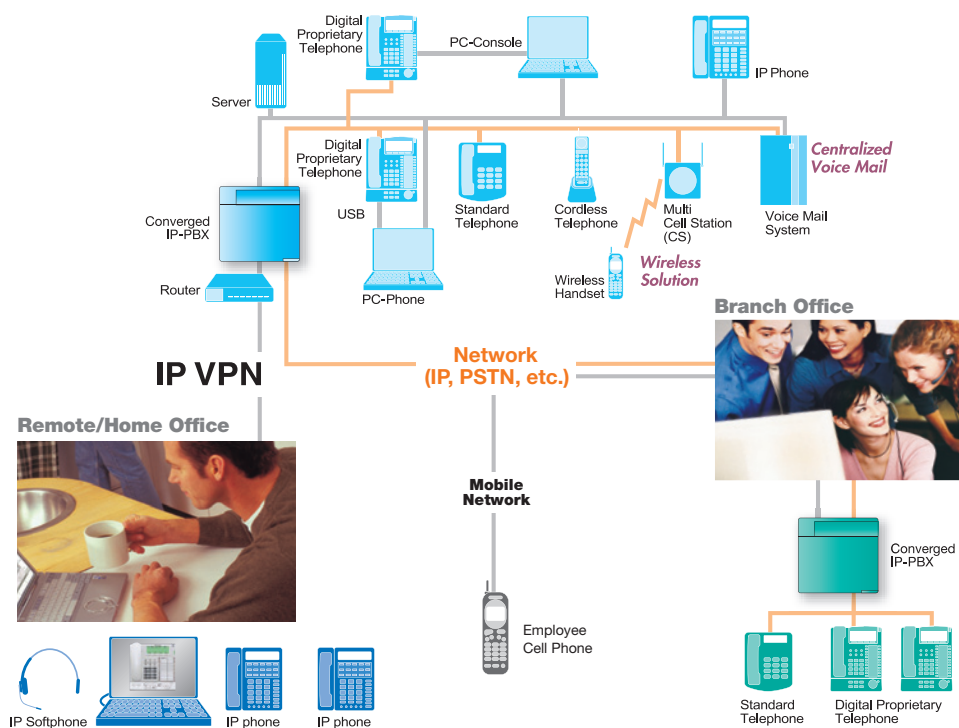 Digital
Proprietary
Telephone
PC-Console
IP Phone
Server
Digital
Proprietary
Telephone
USB
Standard
Telephone
Cordless
Telephone
Multi
Cell Station
(CS)
Centralized
Voice Mail
Voice Mail
System
Converged
IP-PBX
Wireless
Handset
Wireless
Solution
Router
PC-Phone
Branch Office
Network
(IP, PSTN, etc.)
IP VPN
Remote/Home Office
Mobile
Network
Converged
IP-PBX
Employee
Cell Phone
IP Softphone
IP phone
IP phone
Standard
Telephone
Digital Proprietary
Telephone